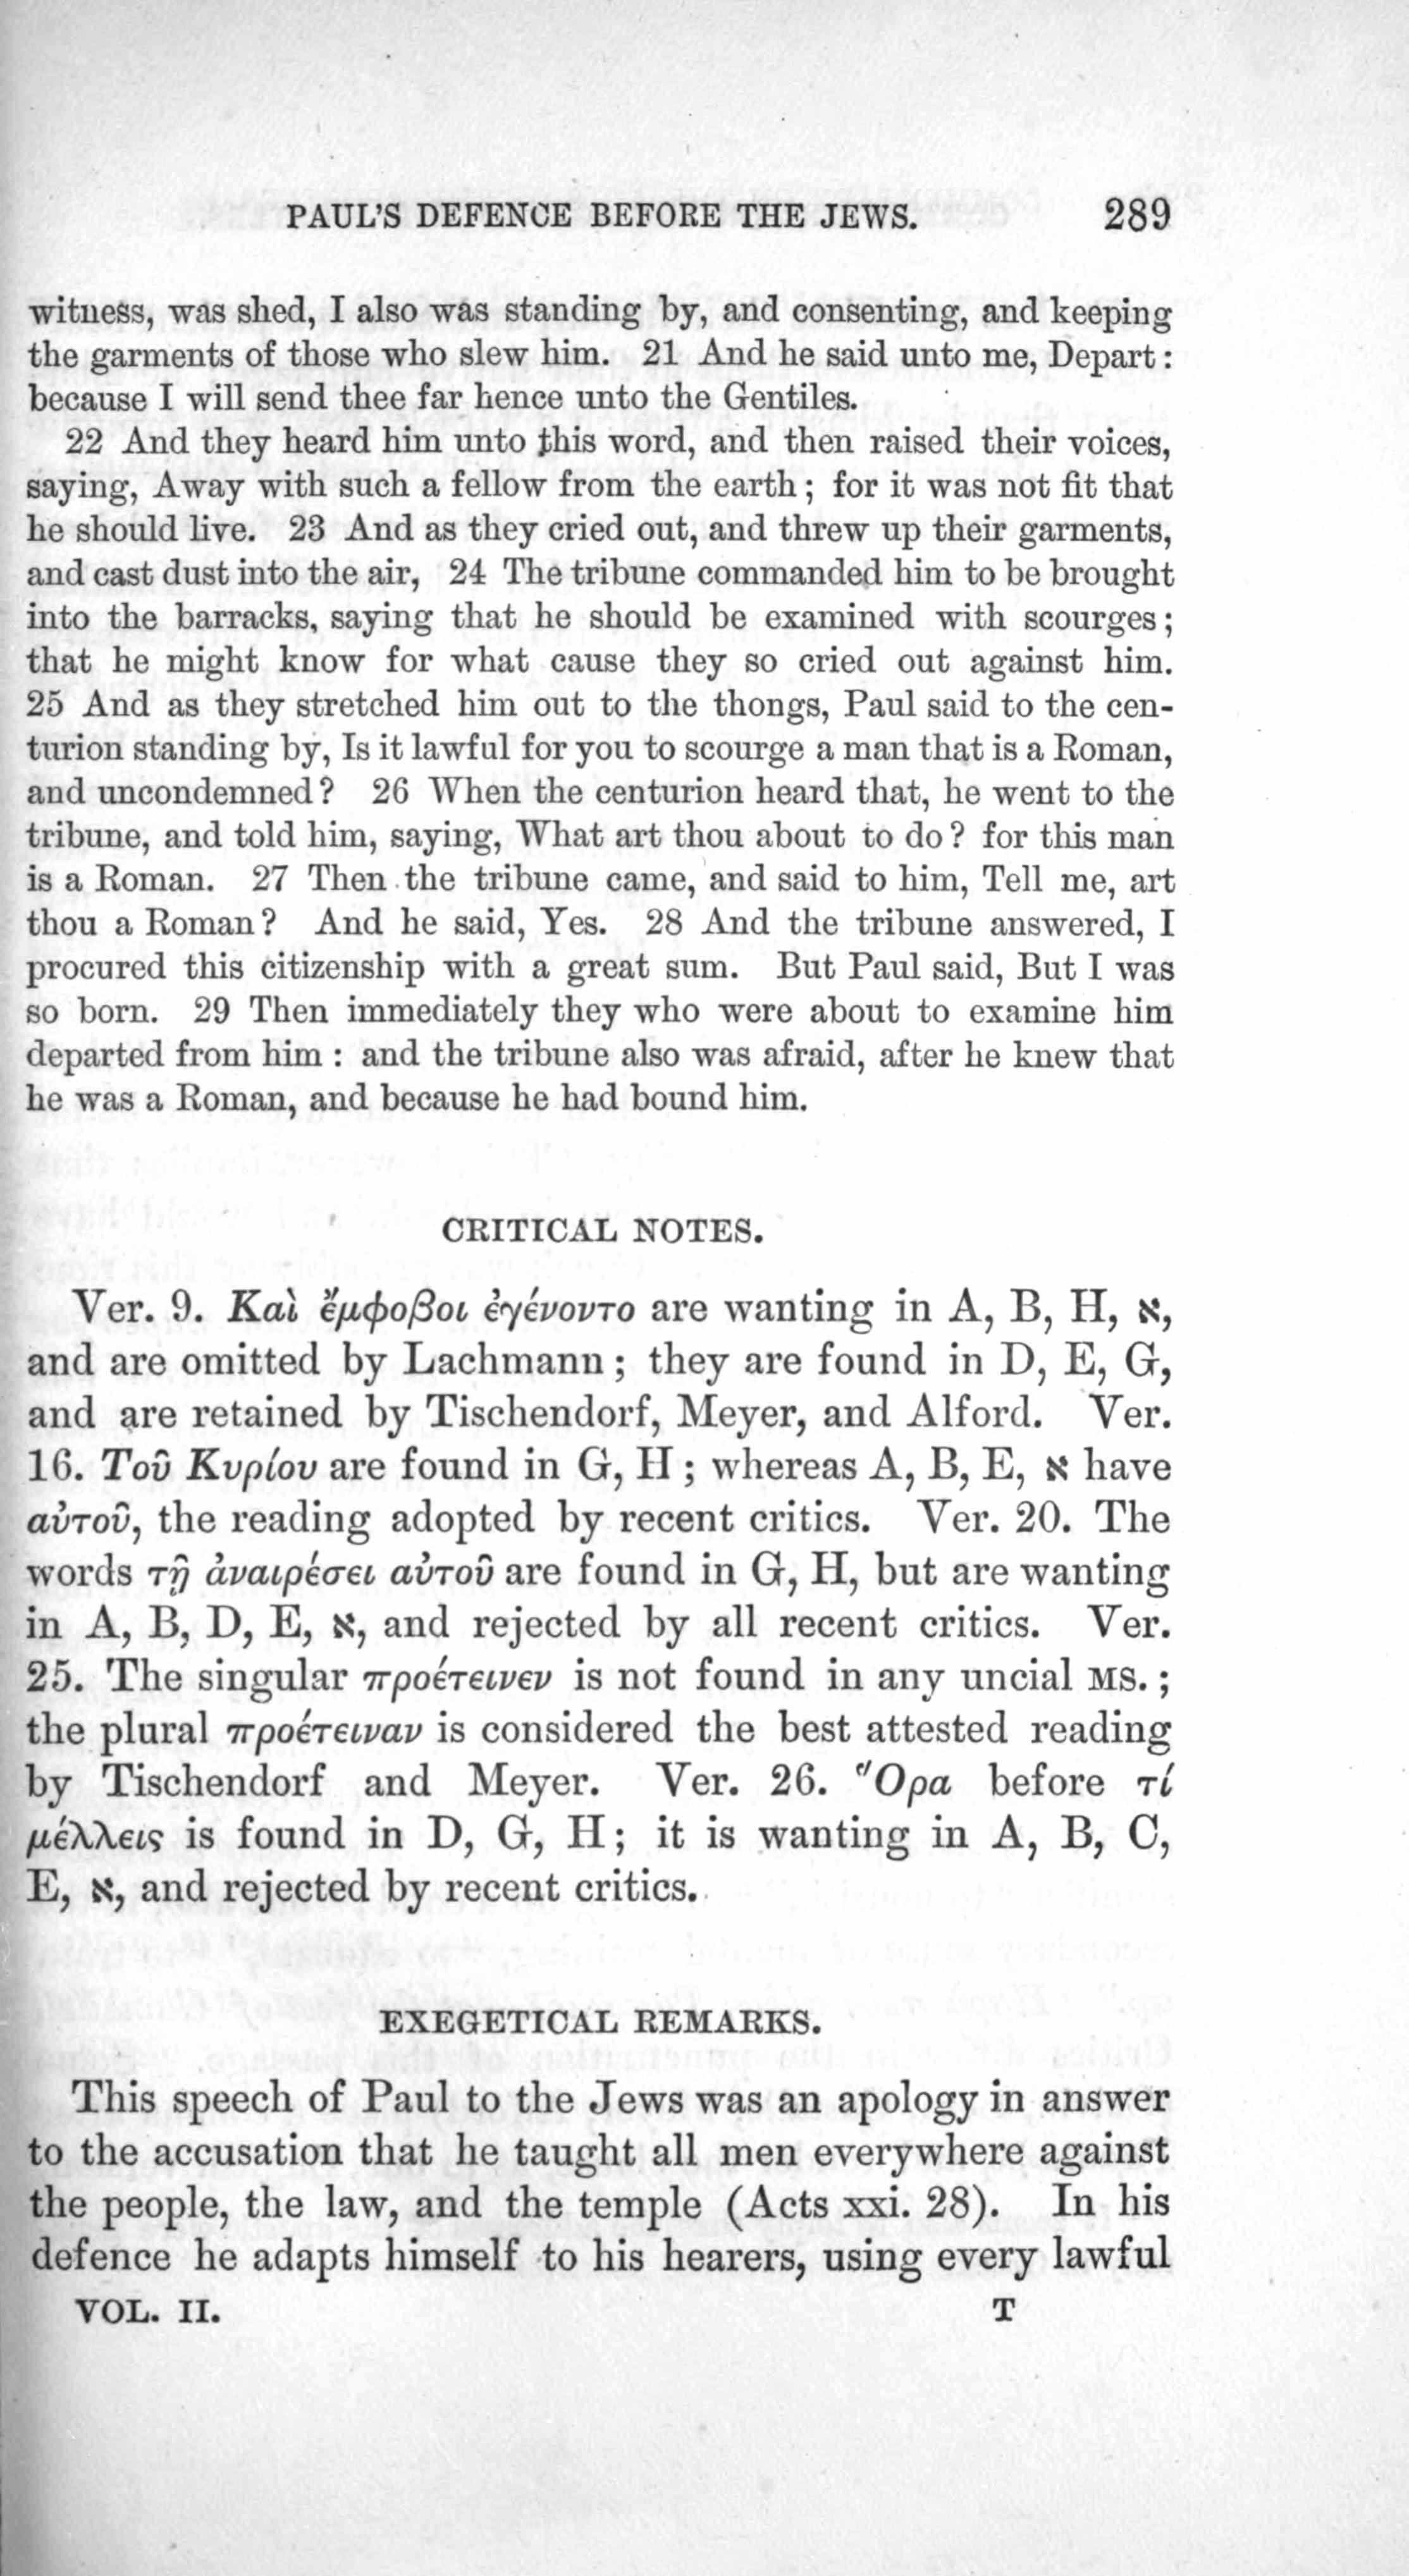 PAUL'S DEFENCE BEFORE THE JEWS. 289
witness, was shed, I also was standing by, and consenting, and keeping
the garments of those who slew him. 21 And he said unto me, Depart:
because I will send thee far hence unto the Gentiles.
22 And they heard him unto this word, and then raised their voices,
saying, Away with such a fellow from the earth; for it was not fit that
he should live. 23 And as they cried out, and threw up their garments,
and cast dust into the air, 24 The tribune commanded him to be brought
into the barracks, saying that he should be examined with scourges;
that he might know for what cause they so cried out against him.
25 And as they stretched him out to the thongs, Paul said to the cen-
turion standing by, Is it lawful for you to scourge a man that is a Roman,
and uncondemned? 26 When the centurion heard that, he went to the
tribune, and told him, saying, What art thou about to do? for this man
is a Roman. 27 Then the tribune came, and said to him, Tell me, art
thou a Roman? And he said, Yes. 28 And the tribune answered, I
procured this citizenship with a great sum. But Paul said, But I was
so born. 29 Then immediately they who were about to examine him
departed from him: and the tribune also was afraid, after he knew that
he was a Roman, and because he had bound him.
CRITICAL NOTES.
Ver. 9. Καὶ ἔμφοβοι ἐγένοντο are wanting in A, B, H, א,
and are omitted by Lachmann; they are found in D, E, G,
and are retained by Tischendorf, Meyer, and Alford. Ver.
16. Τοῦ Κυρίου are found in G, H; whereas A, B, E, א have
αὐτοῦ, the reading adopted by recent critics. Ver. 20. The
words τῇ ἀναιρέσει αὐτοῦ are found in G, H, but are wanting
in A, B, D, E, א, and rejected by all recent critics. Ver.
25. The singular προέτεινεν is not found in any uncial MS.;
the plural προέτειναν is considered the best attested reading
by Tischendorf and Meyer. Ver. 26. Ὅρα before τί
μέλλεις is found in D, G, H; it is wanting in A, B, C,
E, א, and rejected by recent critics.
EXEGETICAL REMARKS.
This speech of Paul to the Jews was an apology in answer
to the accusation that he taught all men everywhere against
the people, the law, and the temple (Acts xxi. 28). In his
defence he adapts himself to his hearers, using every lawful
VOL. II. T